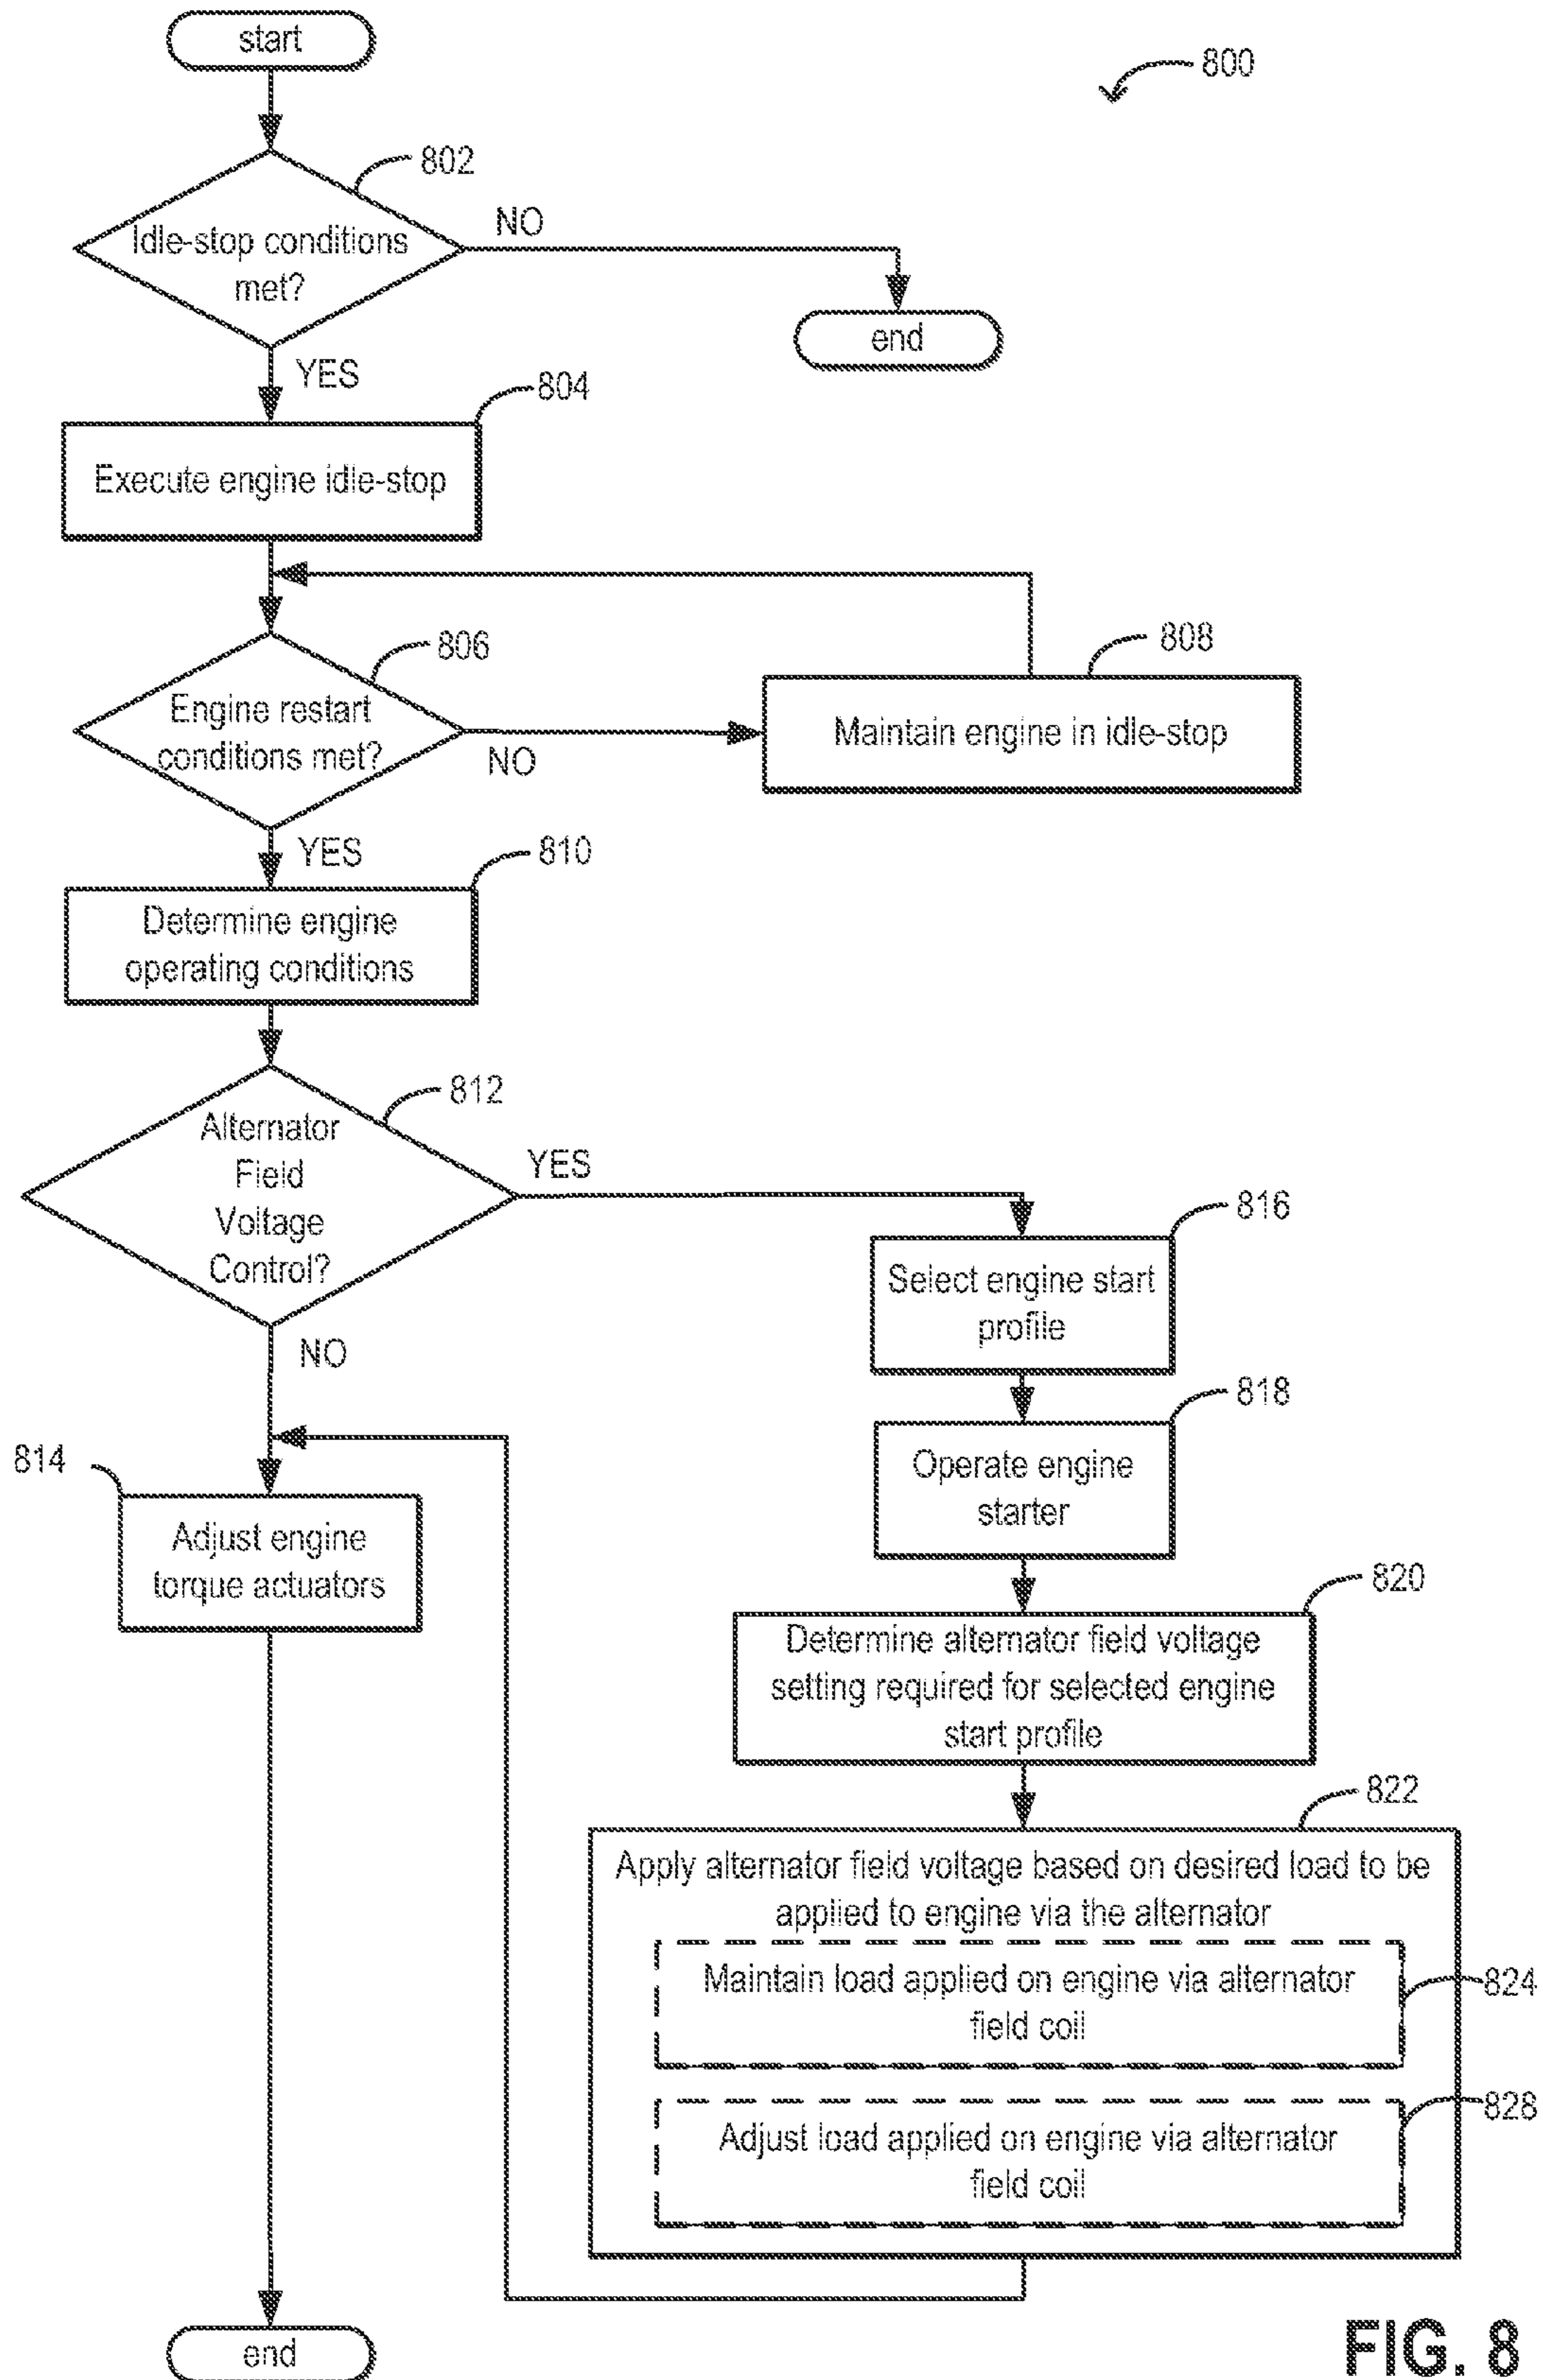 start
800
802
Idle-stop conditions
met?
NO
end
YES
804
Execute engine idle-stop
806
Engine restart
conditions met?
NO
808
Maintain engine in idle-stop
YES
810
Determine engine
operating conditions
812
Alternator
Field
Voltage
Control?
YES
NO
816
Select engine start
profile
818
Operate engine
starter
814
Adjust engine
torque actuators
820
Determine alternator field voltage
setting required for selected engine
start profile
822
Apply alternator field voltage based on desired load to be
applied to engine via the alternator
Maintain load applied on engine via alternator
field coil
824
Adjust load applied on engine via alternator
field coil
828
end
FIG. 8